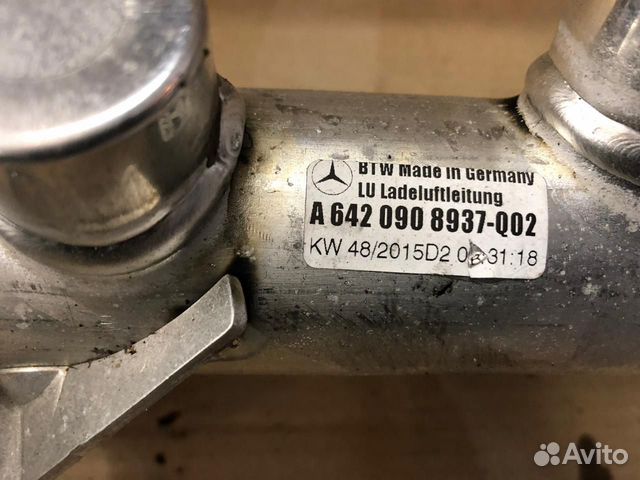 BTW Made in Germany
LU Ladeluftleitung
A 642 090 8937-Q02
KW 48/2015D2 31:18
Avito